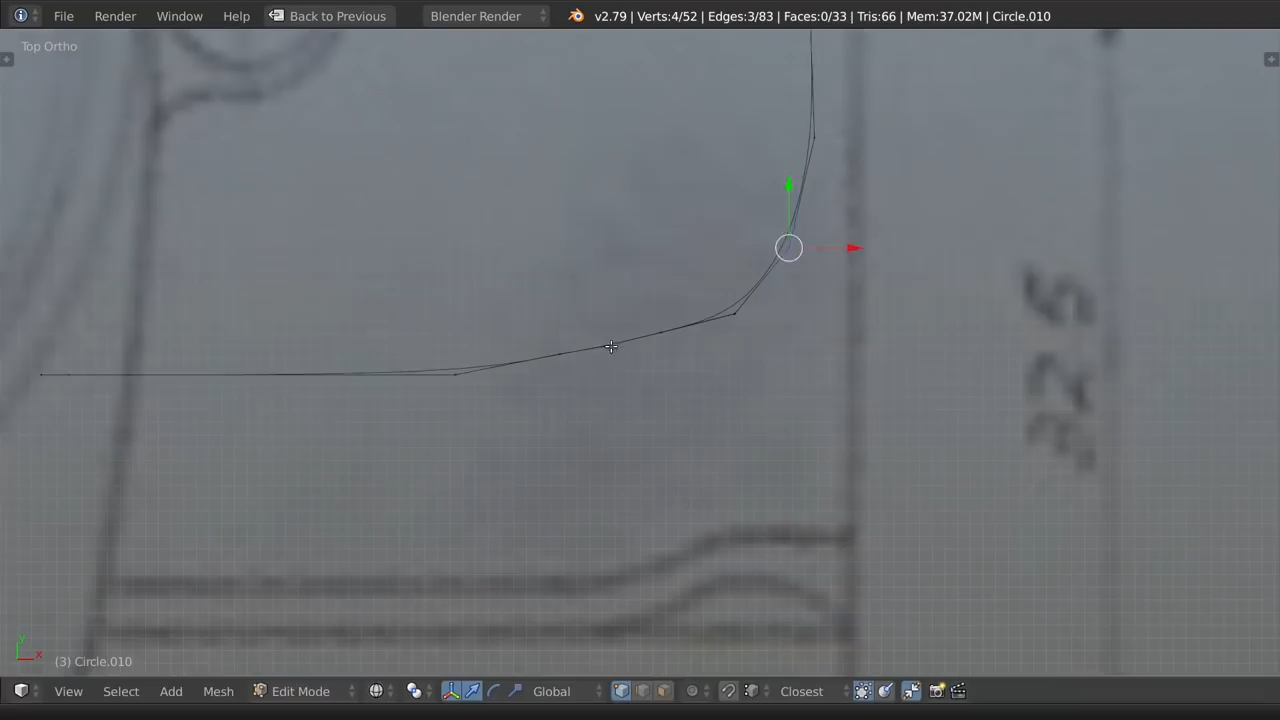 File Render Window Help Back to Previous Blender Render v2.79 | Verts:4/52 | Edges:3/83 | Faces:0/33 | Tris:66 | Mem:37.02M | Circle.010
Top Ortho
325
y
x
(3) Circle.010
View Select Add Mesh Edit Mode Global Closest